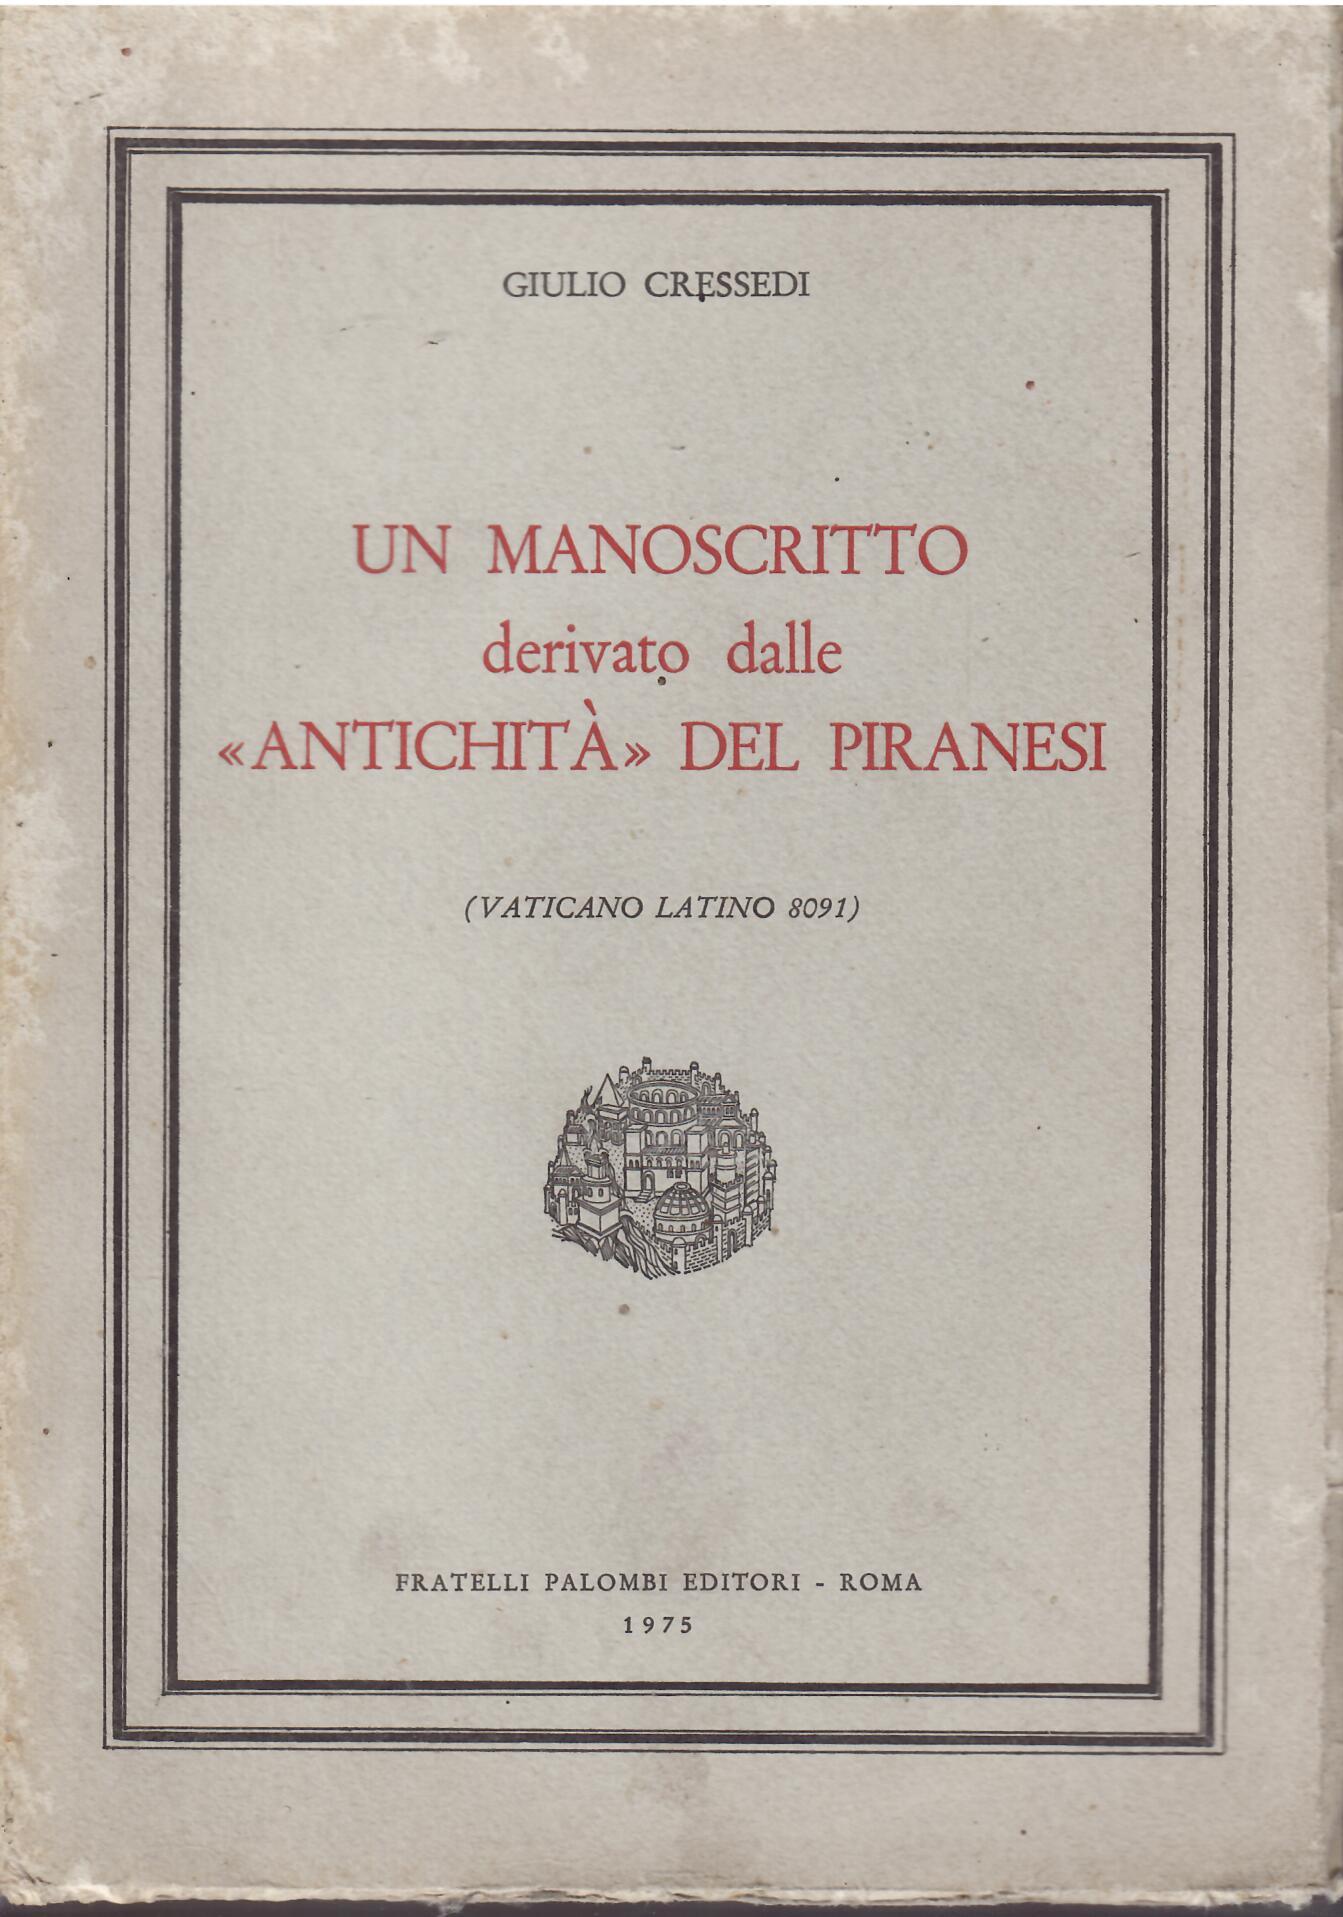 GIULIO CRESSEDI
UN MANOSCRITTO
derivato dalle
«ANTICHITÀ» DEL PIRANESI
(VATICANO LATINO 8091)
FRATELLI PALOMBI EDITORI - ROMA
1975